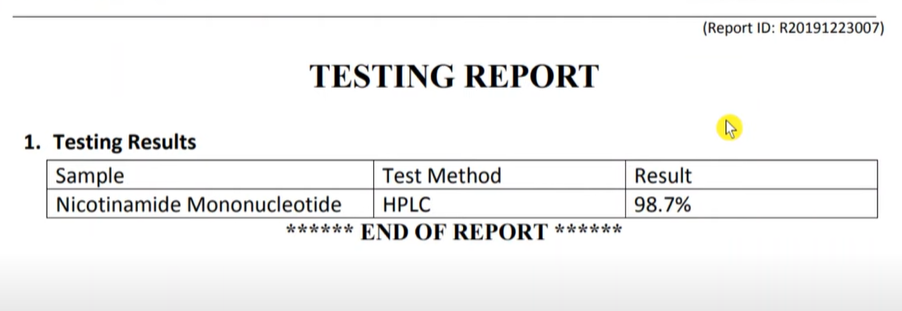 (Report ID: R20191223007)
TESTING REPORT
1. Testing Results
Sample Test Method Result
Nicotinamide Mononucleotide HPLC 98.7%
****** END OF REPORT ******